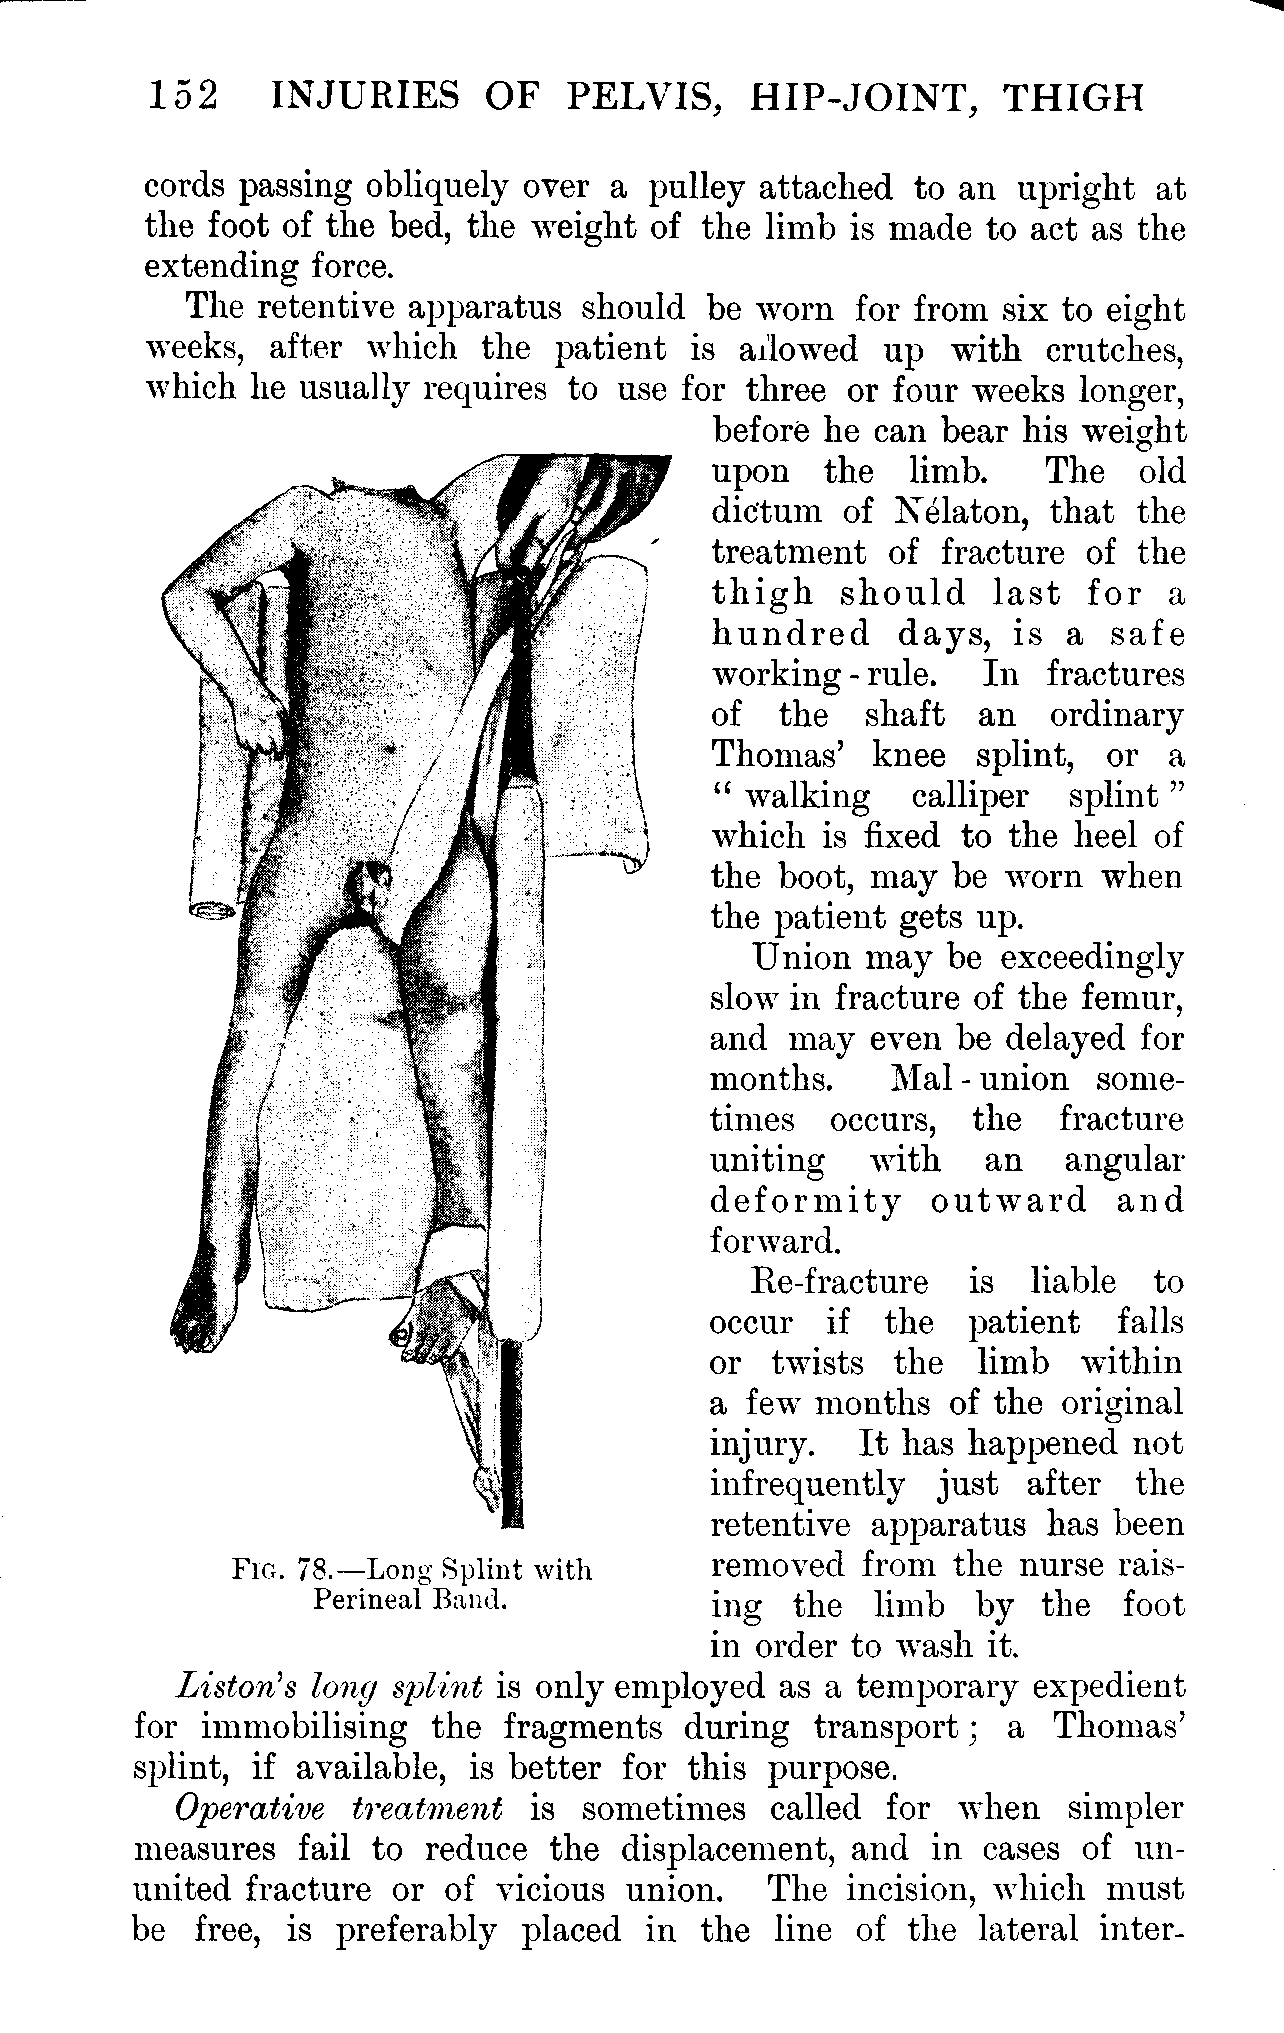 152 INJURIES OF PELVIS, HIP-JOINT, THIGH
cords passing obliquely over a pulley attached to an upright at
the foot of the bed, the weight of the limb is made to act as the
extending force.
The retentive apparatus should be worn for from six to eight
weeks, after which the patient is allowed up with crutches,
which he usually requires to use for three or four weeks longer,
before he can bear his weight
upon the limb. The old
dictum of Nélaton, that the
treatment of fracture of the
thigh should last for a
hundred days, is a safe
working-rule. In fractures
of the shaft an ordinary
Thomas' knee splint, or a
“walking calliper splint”
which is fixed to the heel of
the boot, may be worn when
the patient gets up.
Union may be exceedingly
slow in fracture of the femur,
and may even be delayed for
months. Mal-union some-
times occurs, the fracture
uniting with an angular
deformity outward and
forward.
Re-fracture is liable to
occur if the patient falls
or twists the limb within
a few months of the original
injury. It has happened not
infrequently just after the
retentive apparatus has been
removed from the nurse rais-
ing the limb by the foot
in order to wash it.
FIG. 78.—Long Splint with
Perineal Band.
Liston's long splint is only employed as a temporary expedient
for immobilising the fragments during transport; a Thomas'
splint, if available, is better for this purpose.
Operative treatment is sometimes called for when simpler
measures fail to reduce the displacement, and in cases of un-
united fracture or of vicious union. The incision, which must
be free, is preferably placed in the line of the lateral inter-